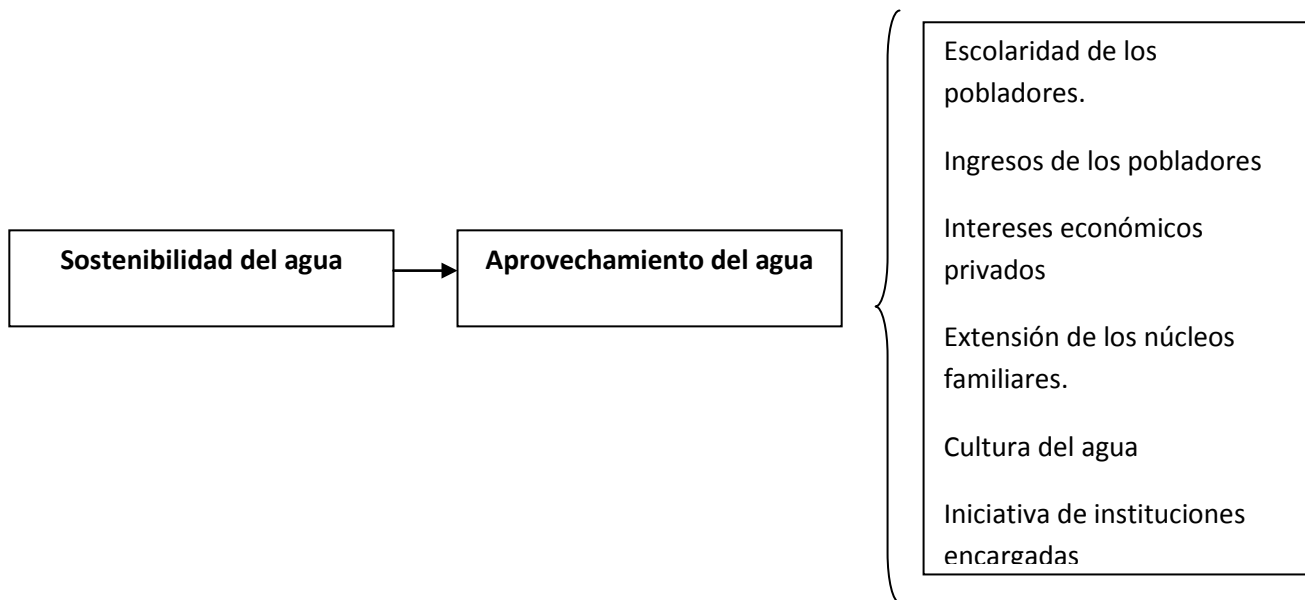 Sostenibilidad del agua
Aprovechamiento del agua
Escolaridad de los
pobladores.
Ingresos de los pobladores
Intereses económicos
privados
Extensión de los núcleos
familiares.
Cultura del agua
Iniciativa de instituciones
encargadas